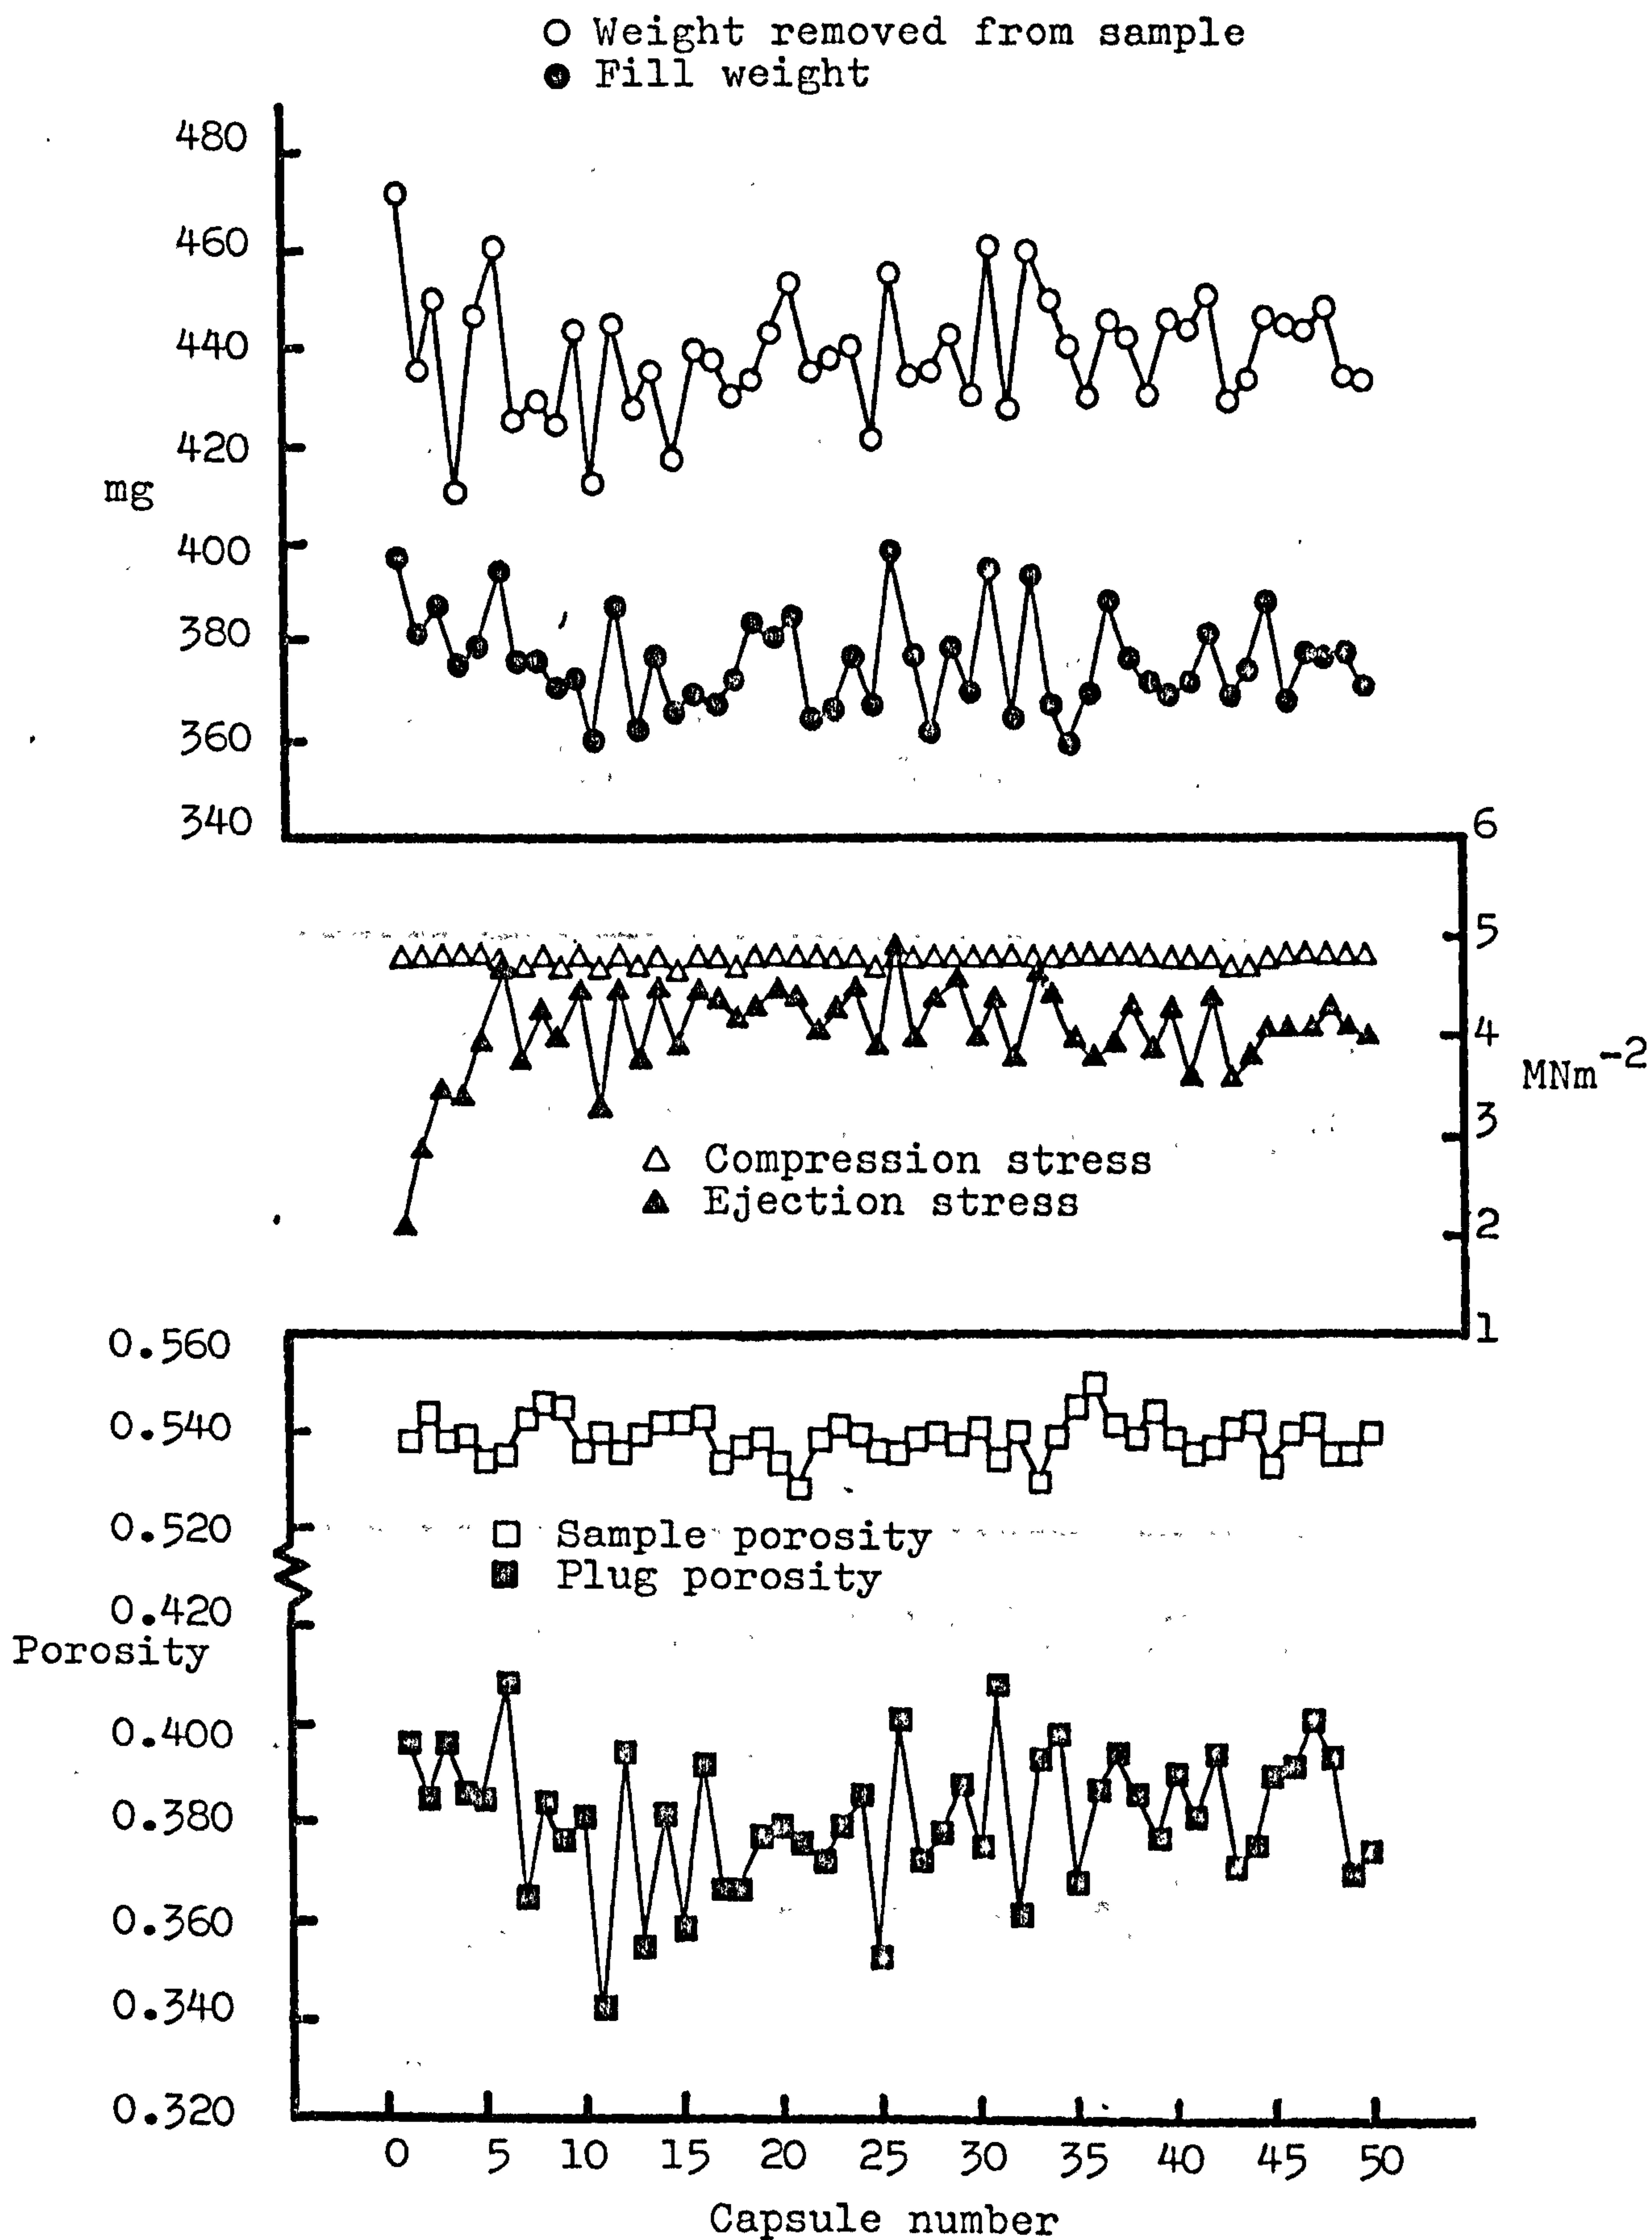 Weight removed from sample
Fill weight
480
460
440
420
mg
400
380
360
340
6
5
4
MNm⁻²
3
Compression stress
Ejection stress
2
1
0.560
0.540
0.520
Sample porosity
Plug porosity
0.420
Porosity
0.400
0.380
0.360
0.340
0.320
0 5 10 15 20 25 30 35 40 45 50
Capsule number